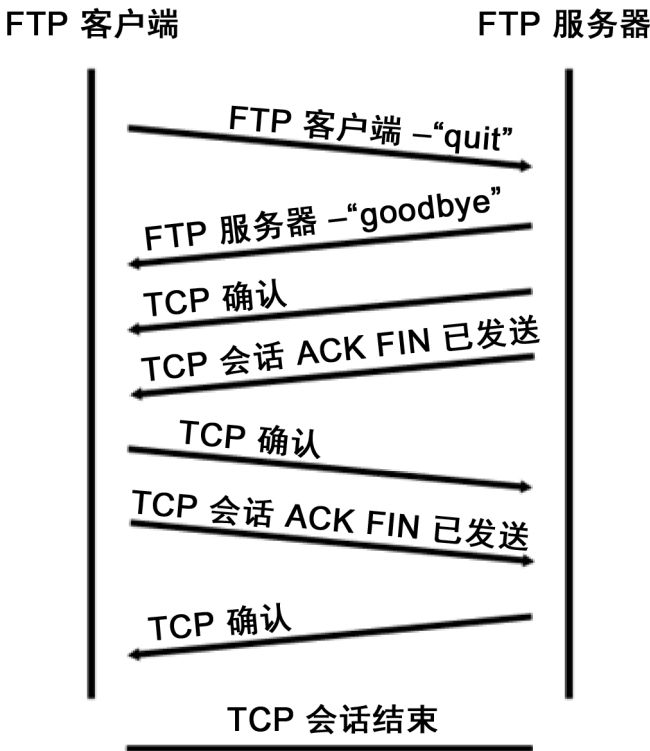 FTP 客户端
FTP 服务器
FTP 客户端 –“quit”
FTP 服务器 –“goodbye”
TCP 确认
TCP 会话 ACK FIN 已发送
TCP 确认
TCP 会话 ACK FIN 已发送
TCP 确认
TCP 会话结束